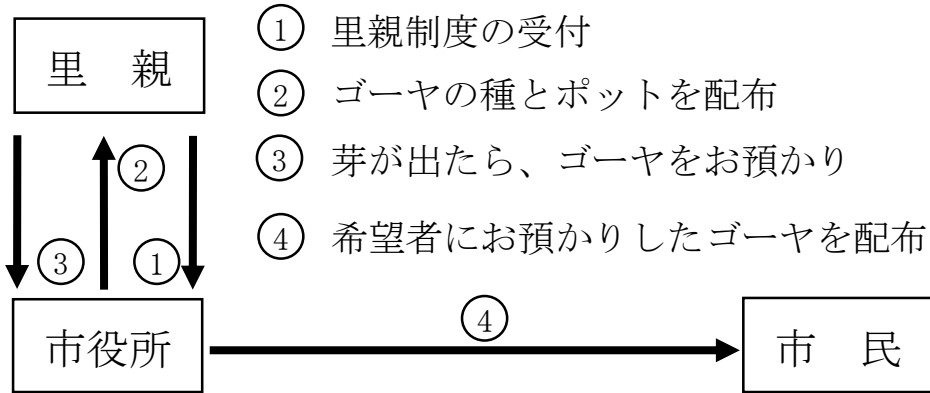 里　親
① 里親制度の受付
② ゴーヤの種とポットを配布
③ 芽が出たら、ゴーヤをお預かり
④ 希望者にお預かりしたゴーヤを配布
②
③
①
④
市役所
市　民